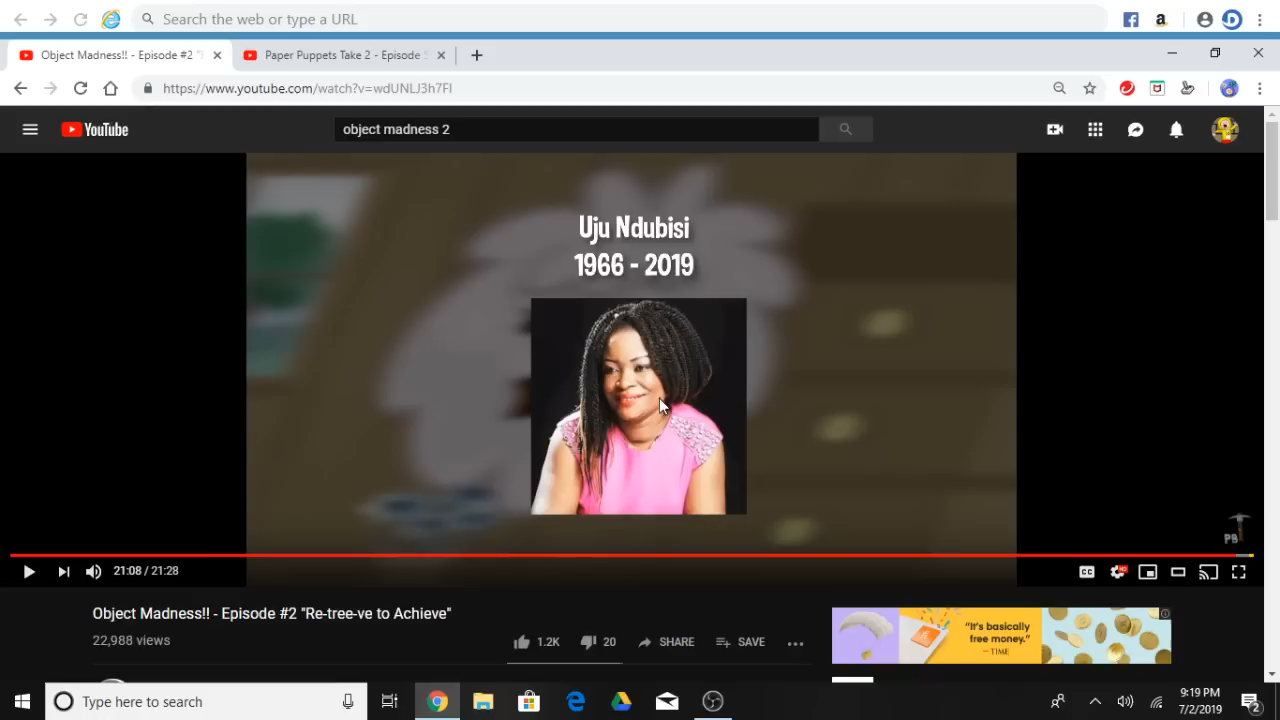 Search the web or type a URL
Object Madness!! - Episode #2 "
Paper Puppets Take 2 - Episode
https://www.youtube.com/watch?v=wdUNLJ3h7FI
YouTube
object madness 2
Uju Ndubisi
1966 - 2019
PB
21:08 / 21:28
CC
HD
Object Madness!! - Episode #2 "Re-tree-ve to Achieve"
22,988 views
1.2K
20
SHARE
SAVE
"It's basically
free money."
— TIME
Type here to search
9:19 PM
7/2/2019
2